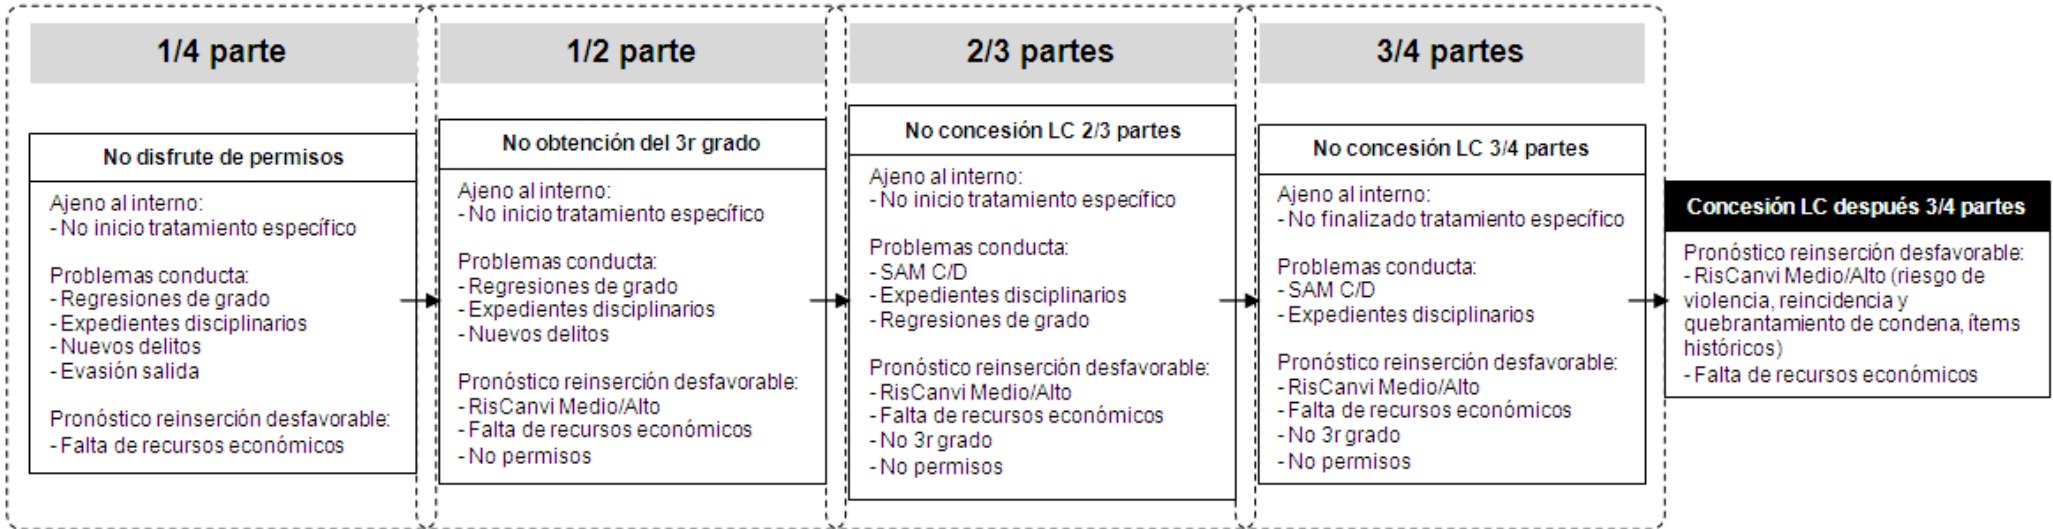 1/4 parte
No disfrute de permisos
Ajeno al interno:
- No inicio tratamiento específico
Problemas conducta:
- Regresiones de grado
- Expedientes disciplinarios
- Nuevos delitos
- Evasión salida
Pronóstico reinserción desfavorable:
- Falta de recursos económicos
1/2 parte
No obtención del 3r grado
Ajeno al interno:
- No inicio tratamiento específico
Problemas conducta:
- Regresiones de grado
- Expedientes disciplinarios
- Nuevos delitos
Pronóstico reinserción desfavorable:
- RisCanvi Medio/Alto
- Falta de recursos económicos
- No permisos
2/3 partes
No concesión LC 2/3 partes
Ajeno al interno:
- No inicio tratamiento específico
Problemas conducta:
- SAM C/D
- Expedientes disciplinarios
- Regresiones de grado
Pronóstico reinserción desfavorable:
- RisCanvi Medio/Alto
- Falta de recursos económicos
- No 3r grado
- No permisos
3/4 partes
No concesión LC 3/4 partes
Ajeno al interno:
- No finalizado tratamiento específico
Problemas conducta:
- SAM C/D
- Expedientes disciplinarios
Pronóstico reinserción desfavorable:
- RisCanvi Medio/Alto
- Falta de recursos económicos
- No 3r grado
- No permisos
Concesión LC después 3/4 partes
Pronóstico reinserción desfavorable:
- RisCanvi Medio/Alto (riesgo de
violencia, reincidencia y
quebrantamiento de condena, ítems
históricos)
- Falta de recursos económicos